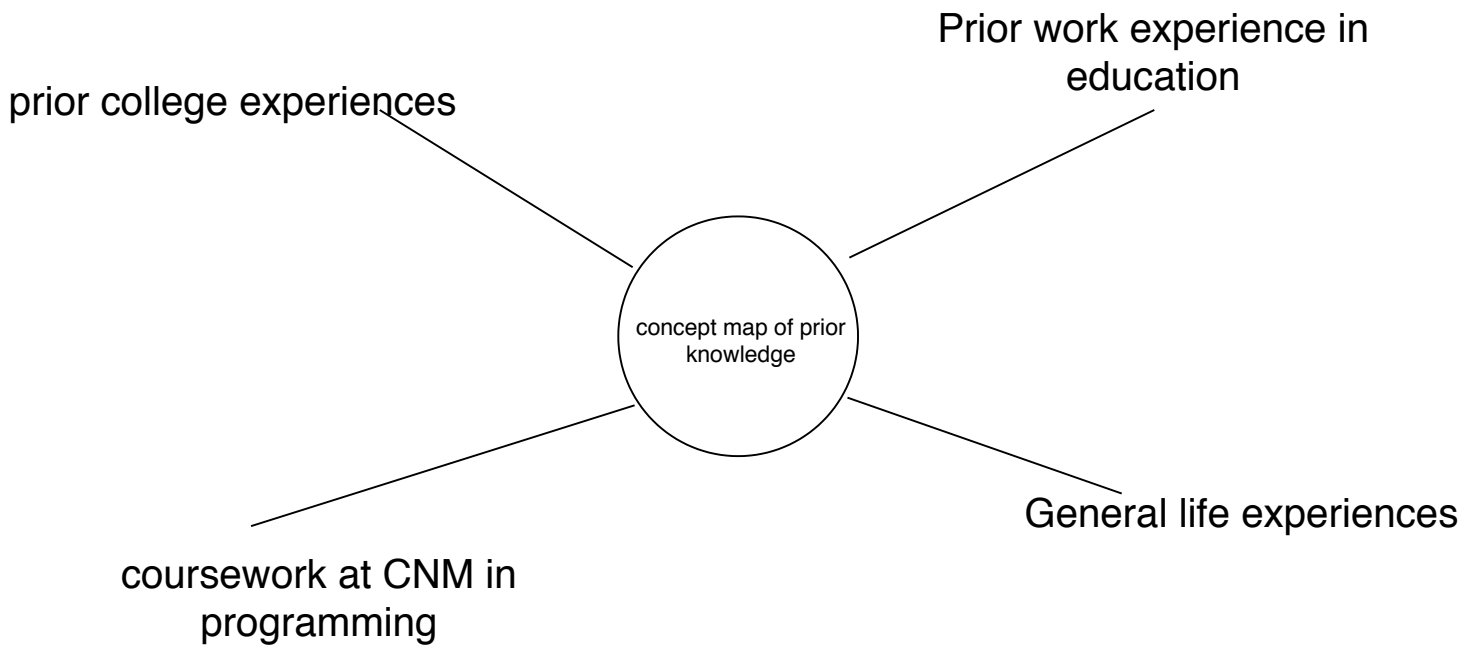 Prior work experience in
education
prior college experiences
concept map of prior
knowledge
General life experiences
coursework at CNM in
programming